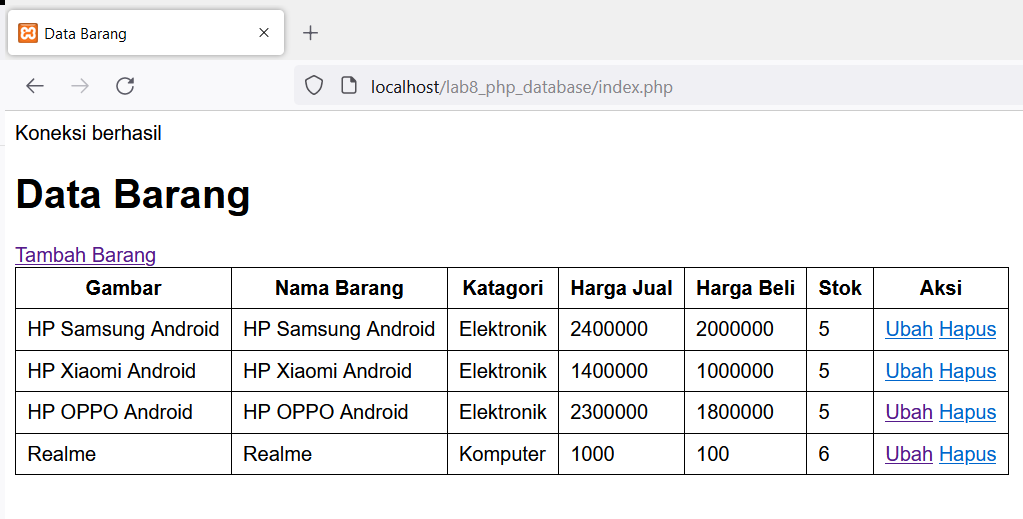 Data Barang
localhost/lab8_php_database/index.php
Koneksi berhasil
Data Barang
Tambah Barang
Gambar Nama Barang Katagori Harga Jual Harga Beli Stok Aksi
HP Samsung Android HP Samsung Android Elektronik 2400000 2000000 5 Ubah Hapus
HP Xiaomi Android HP Xiaomi Android Elektronik 1400000 1000000 5 Ubah Hapus
HP OPPO Android HP OPPO Android Elektronik 2300000 1800000 5 Ubah Hapus
Realme Realme Komputer 1000 100 6 Ubah Hapus